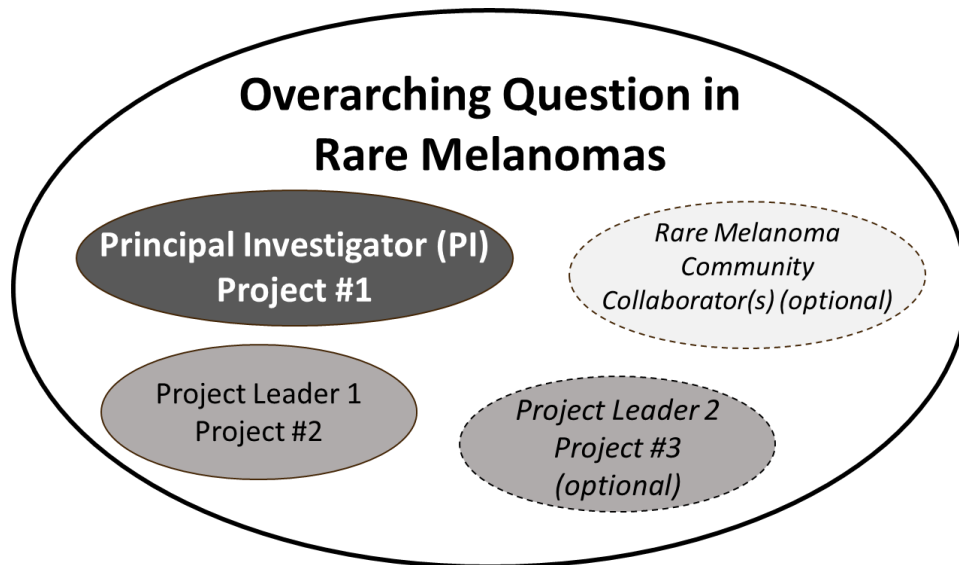 Overarching Question in
Rare Melanomas
Principal Investigator (PI)
Project #1
Rare Melanoma
Community
Collaborator(s) (optional)
Project Leader 1
Project #2
Project Leader 2
Project #3
(optional)